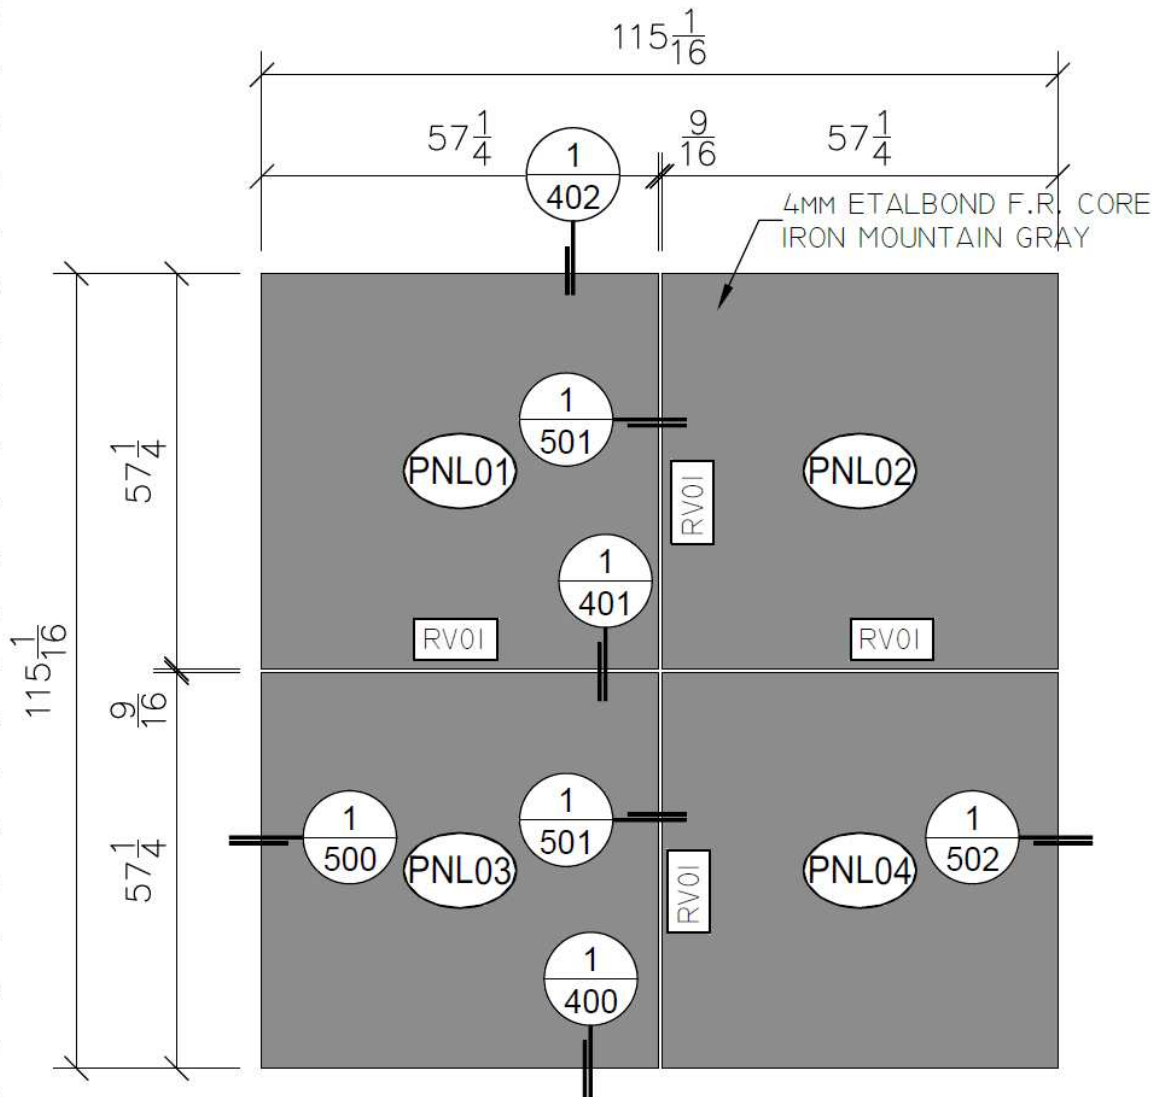 115 1/16
57 1/4
9/16
57 1/4
1
402
4MM ETALBOND F.R. CORE
IRON MOUNTAIN GRAY
57 1/4
1
501
PNL01
PNL02
RV01
1
401
RV01
RV01
115 1/16
9/16
57 1/4
1
500
PNL03
1
501
PNL04
1
502
RV01
1
400